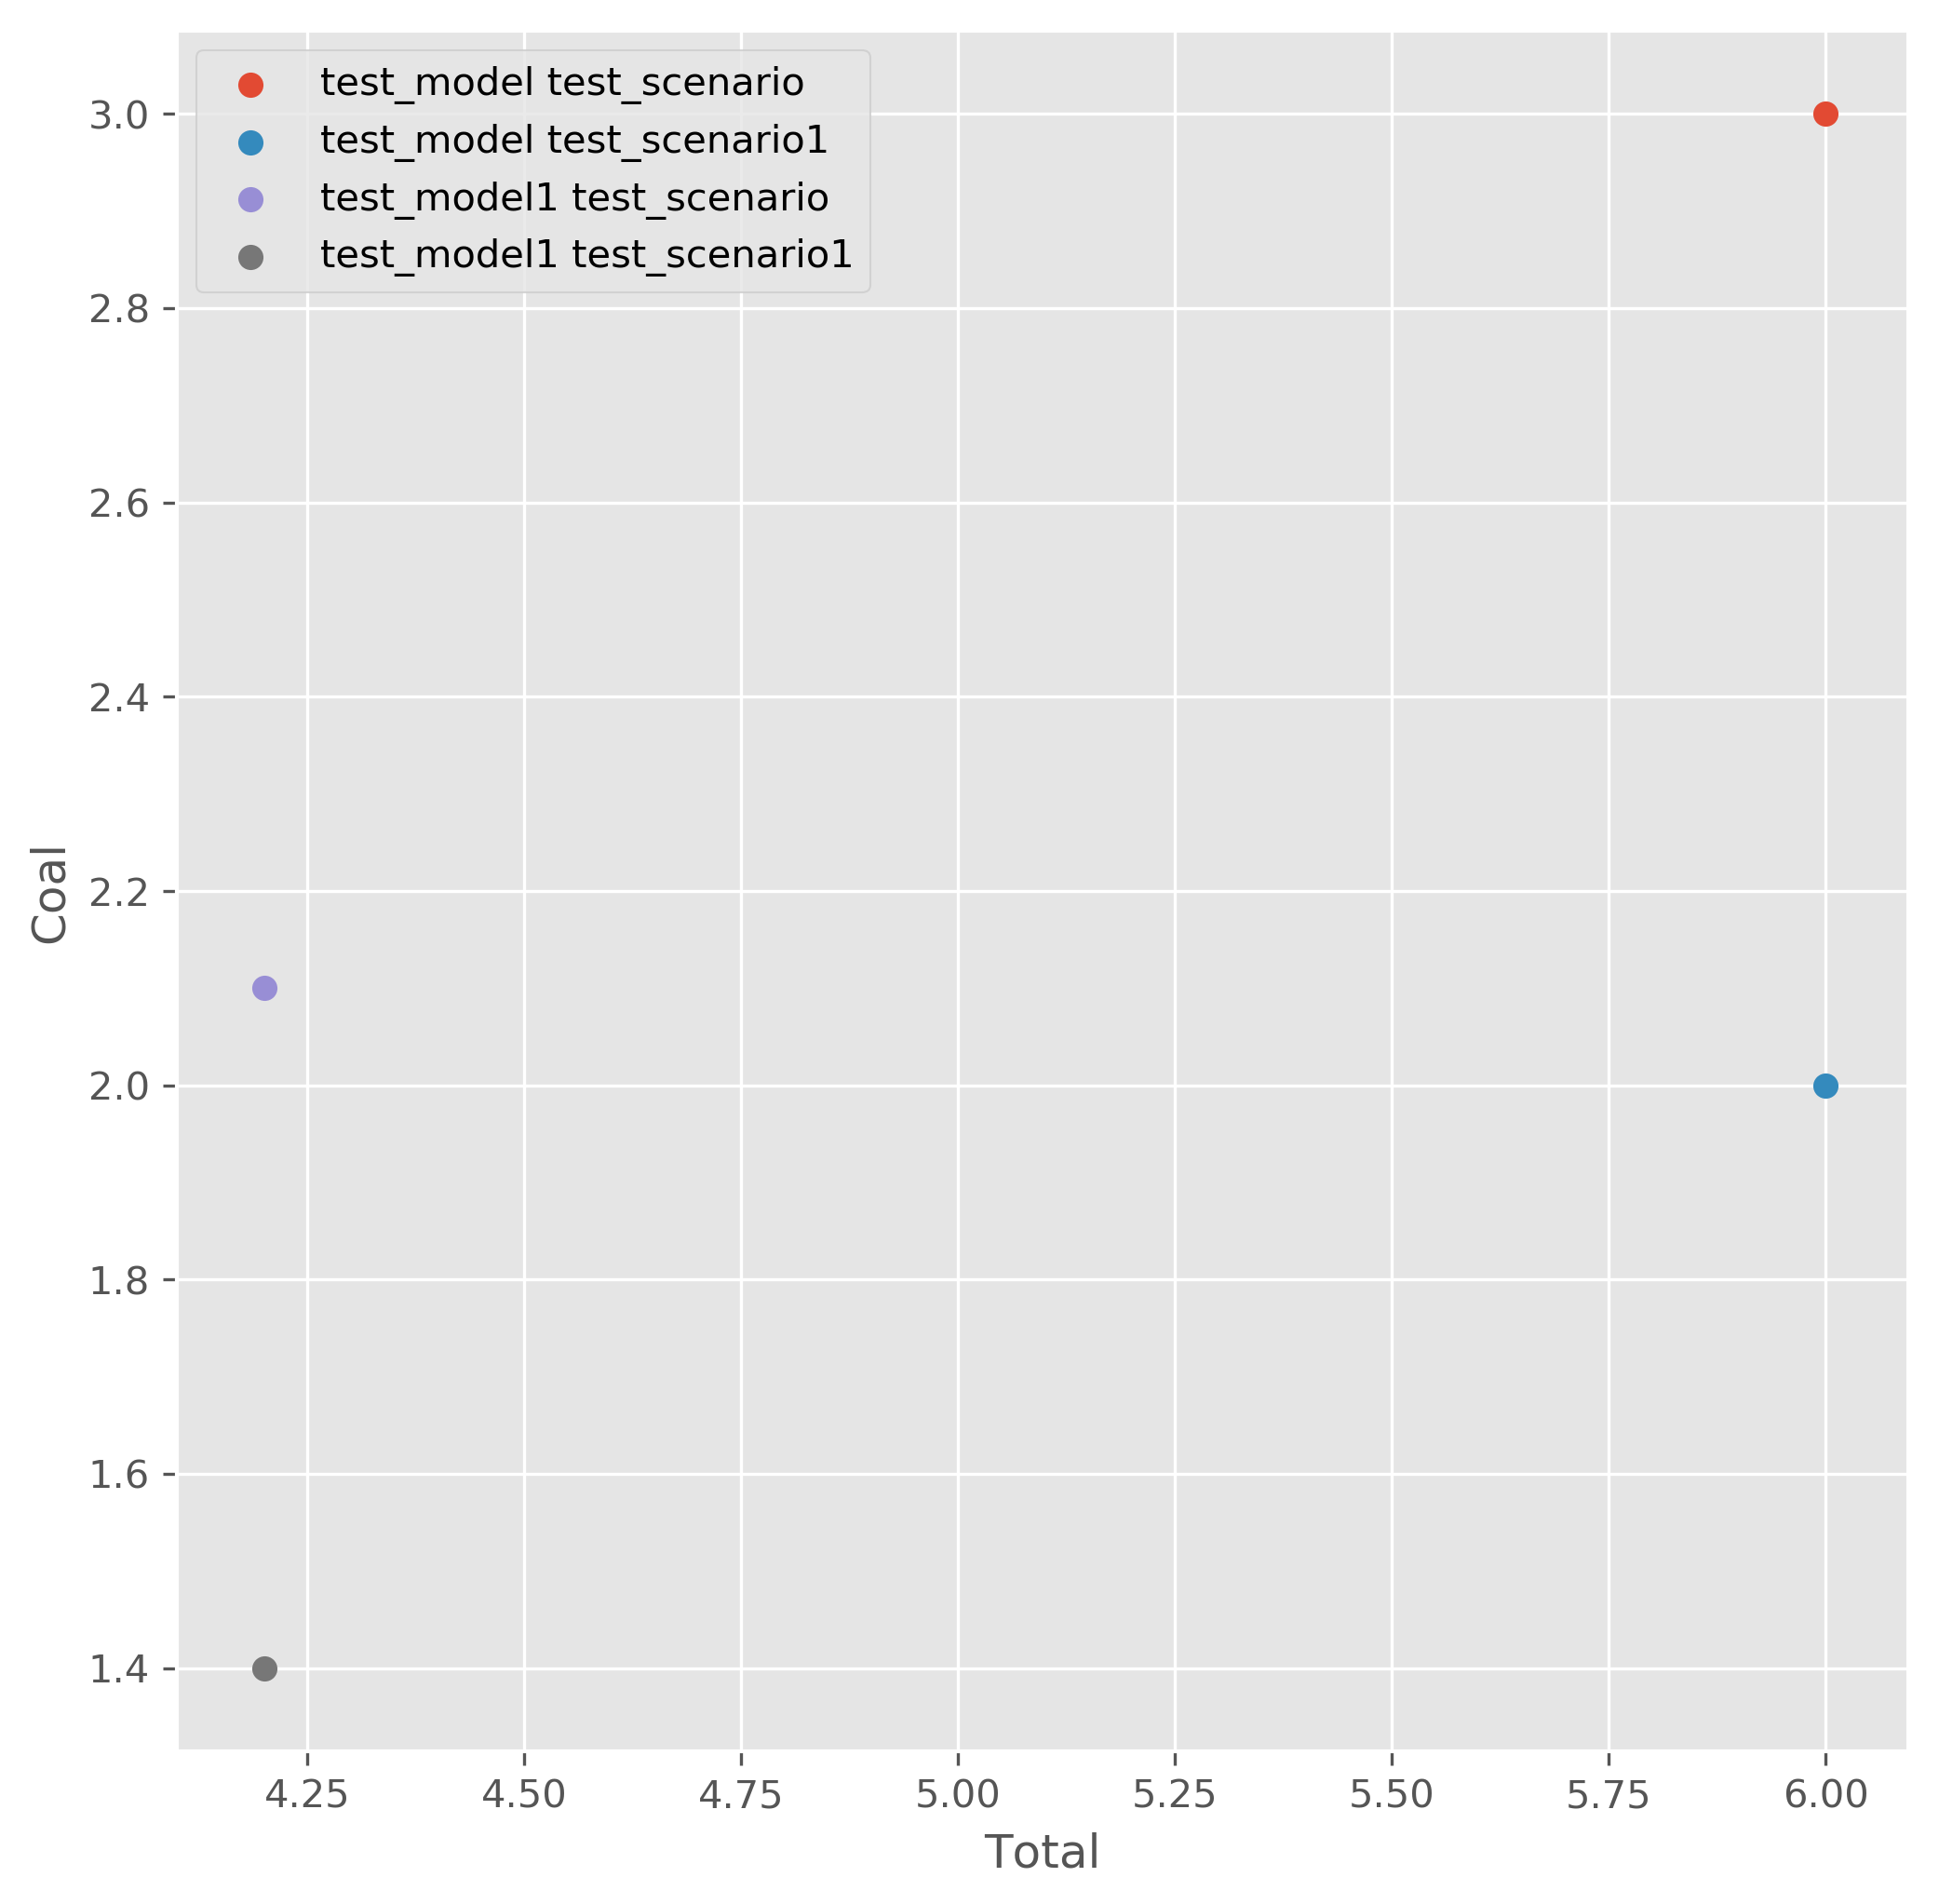 test_model test_scenario
test_model test_scenario1
test_model1 test_scenario
test_model1 test_scenario1
3.0
2.8
2.6
2.4
2.2
2.0
1.8
1.6
1.4
Coal
4.25 4.50 4.75 5.00 5.25 5.50 5.75 6.00
Total